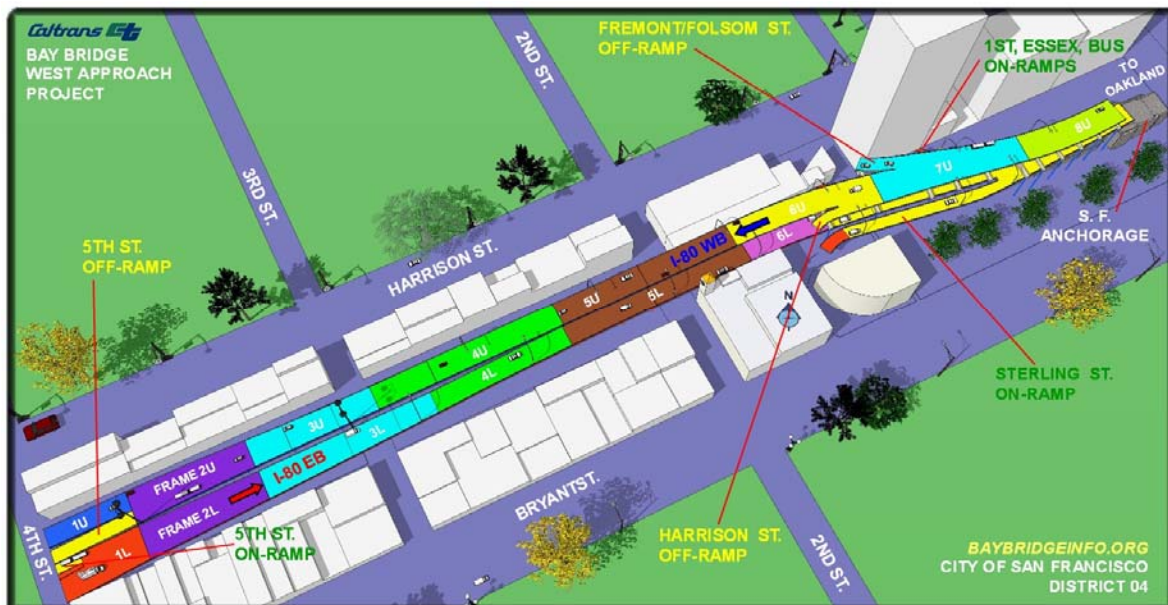 Caltrans
BAY BRIDGE
WEST APPROACH
PROJECT
FREMONT/FOLSOM ST.
OFF-RAMP
1ST, ESSEX, BUS
ON-RAMPS
TO
OAKLAND
2ND ST.
3RD ST.
HARRISON ST.
5TH ST.
OFF-RAMP
8U
7U
6U
6L
I-80 WB
5U
5L
4U
4L
3U
3L
I-80 EB
FRAME 2U
FRAME 2L
1U
1L
4TH ST.
5TH ST.
ON-RAMP
BRYANT ST.
N
S. F.
ANCHORAGE
STERLING ST.
ON-RAMP
HARRISON ST.
OFF-RAMP
2ND ST.
BAYBRIDGEINFO.ORG
CITY OF SAN FRANCISCO
DISTRICT 04